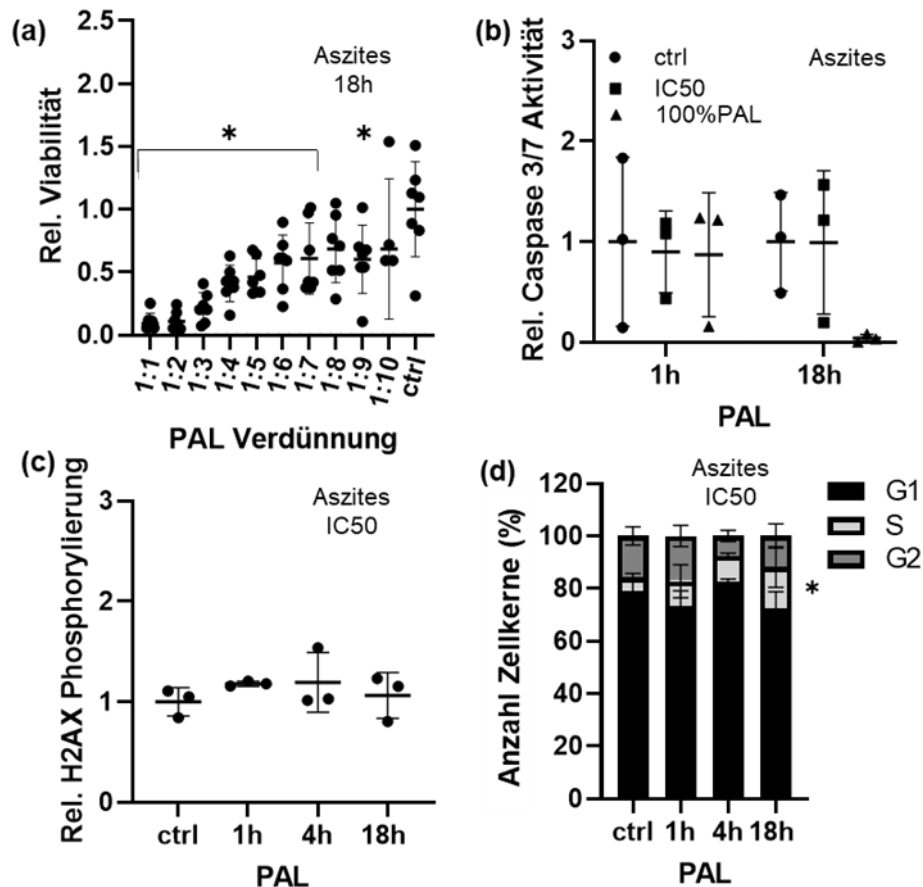 (a)
Rel. Viabilität
2.5
2.0
1.5
1.0
0.5
0.0
Aszites
18h
*
*
1:1
1:2
1:3
1:4
1:5
1:6
1:7
1:8
1:9
1:10
ctrl
PAL Verdünnung
(b)
Rel. Caspase 3/7 Aktivität
3
2
1
0
ctrl
IC50
100%PAL
Aszites
1h
18h
PAL
(c)
Rel. H2AX Phosphorylierung
3
2
1
0
Aszites
IC50
ctrl
1h
4h
18h
PAL
(d)
Anzahl Zellkerne (%)
120
100
80
60
40
20
0
Aszites
IC50
G1
S
G2
*
ctrl
1h
4h
18h
PAL